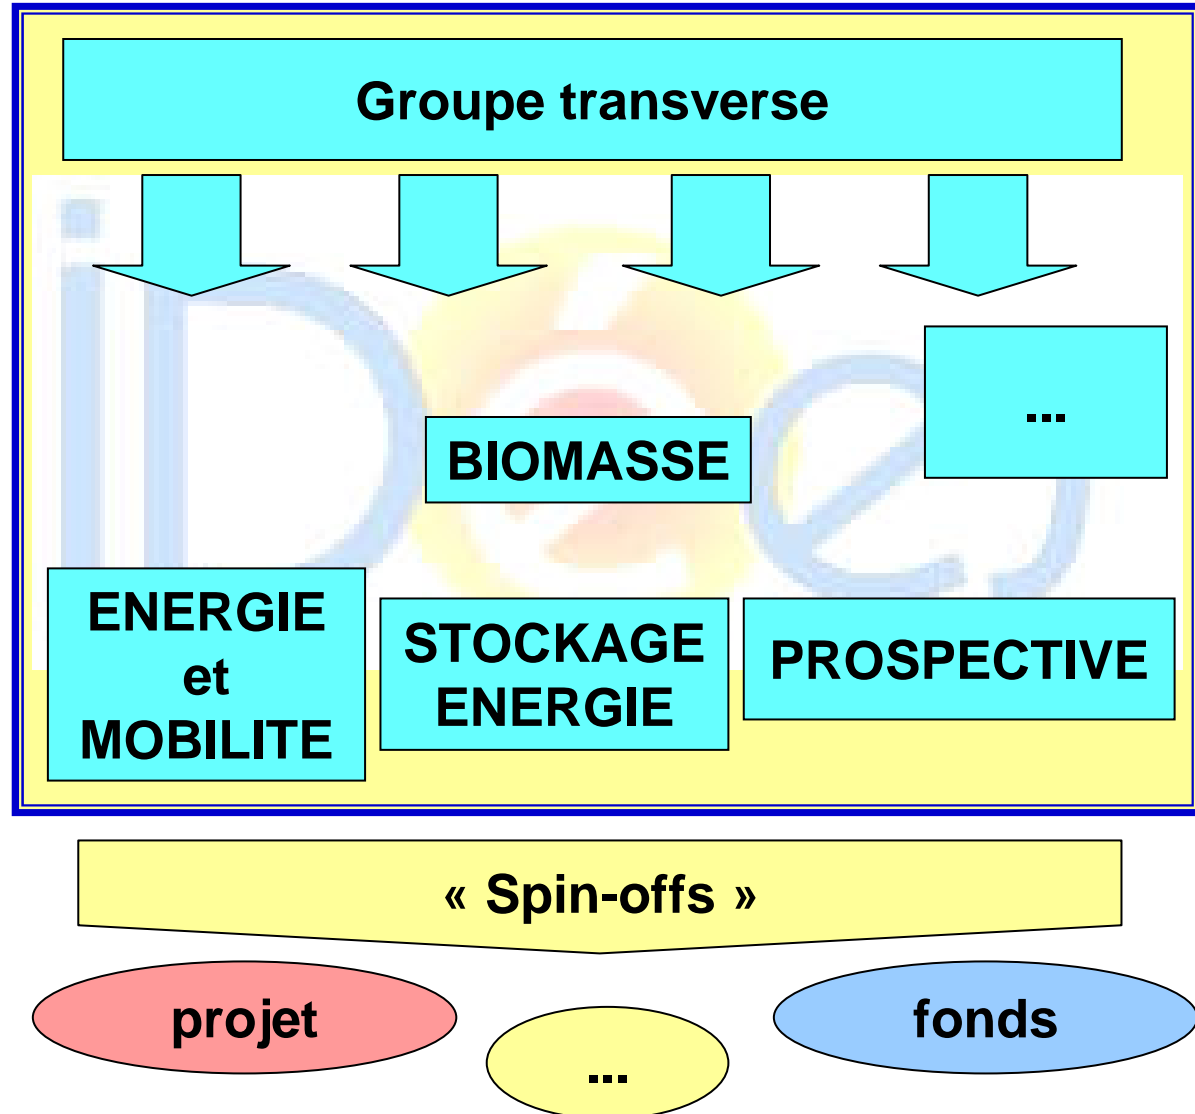 Groupe transverse
...
BIOMASSE
ENERGIE
et
MOBILITE
STOCKAGE
ENERGIE
PROSPECTIVE
« Spin-offs »
projet
...
fonds